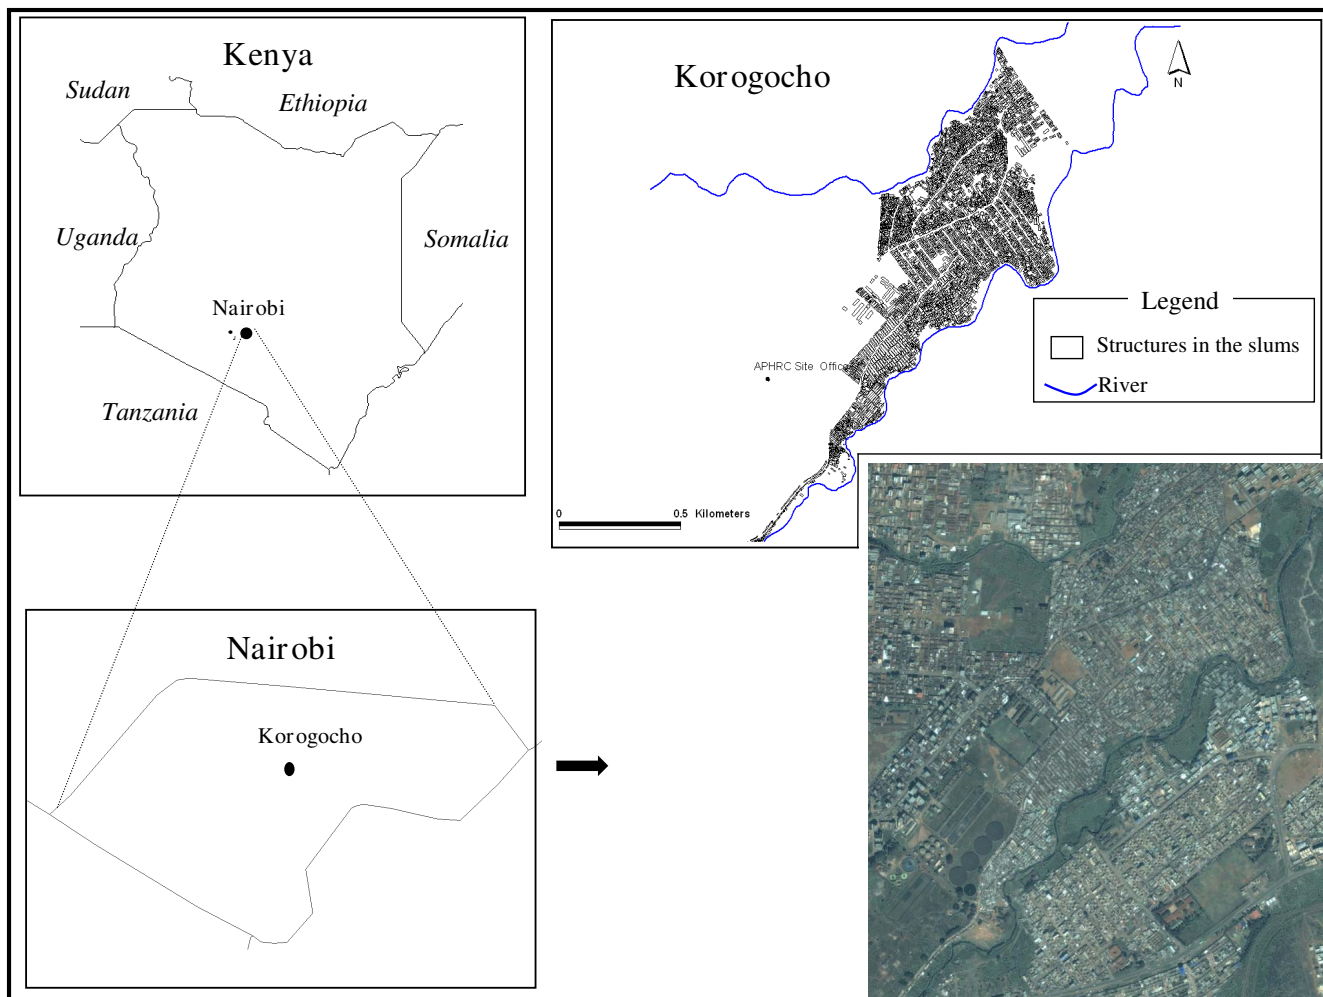 Kenya
Sudan
Ethiopia
Uganda
Somalia
Nairobi
Tanzania
Korogocho
N
Legend
Structures in the slums
River
APHRC Site Office
0
0.5 Kilometers
Nairobi
Korogocho